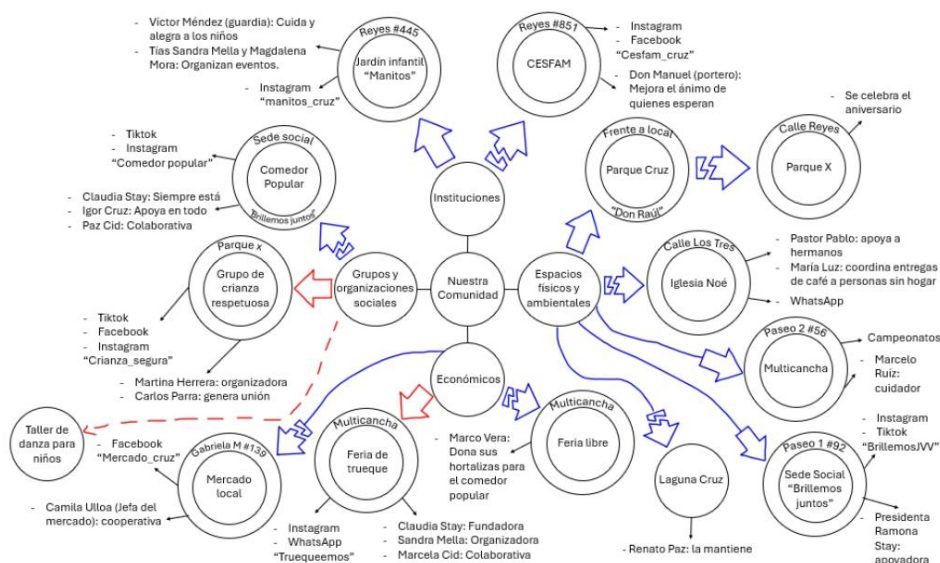 - Víctor Méndez (guardia): Cuida y
alegra a los niños
- Tías Sandra Mella y Magdalena
Mora: Organizan eventos.
- Instagram
"manitos_cruz"
Reyes #445
Jardín infantil
"Manitos"
Reyes #851
CESFAM
- Instagram
- Facebook
"Cesfam_cruz"
- Don Manuel (portero):
Mejora el ánimo de
quienes esperan
- Tiktok
- Instagram
"Comedor popular"
- Claudia Stay: Siempre está
- Igor Cruz: Apoya en todo
- Paz Cid: Colaborativa
Sede social
Comedor
Popular
"Brillemos juntos"
Instituciones
Frente a local
Parque Cruz
"Don Raúl"
Calle Reyes
Parque X
- Se celebra el
aniversario
Parque x
Grupo de
crianza
respetuosa
- Tiktok
- Facebook
- Instagram
"Crianza_segura"
- Martina Herrera: organizadora
- Carlos Parra: genera unión
Grupos y
organizaciones
sociales
Nuestra
Comunidad
Espacios
físicos y
ambientales
Calle Los Tres
Iglesia Noé
- Pastor Pablo: apoya a
hermanos
- María Luz: coordina entregas
de café a personas sin hogar
- WhatsApp
Paseo 2 #56
Multicancha
Campeonatos
- Marcelo
Ruiz:
cuidador
Económicos
Taller de
danza para
niños
- Facebook
"Mercado_cruz"
- Camila Ulloa (Jefa del
mercado): cooperativa
Gabriela M #139
Mercado
local
Multicancha
Feria de
trueque
- Instagram
- WhatsApp
"Truequeemos"
- Claudia Stay: Fundadora
- Sandra Mella: Organizadora
- Marcela Cid: Colaborativa
- Marco Vera:
Dona sus
hortalizas para
el comedor
popular
Multicancha
Feria libre
Laguna Cruz
- Renato Paz: la mantiene
Paseo 1 #92
Sede Social
"Brillemos
juntos"
- Instagram
- Tiktok
"BrillemosJVV"
- Presidenta
Ramona
Stay:
apoyadora